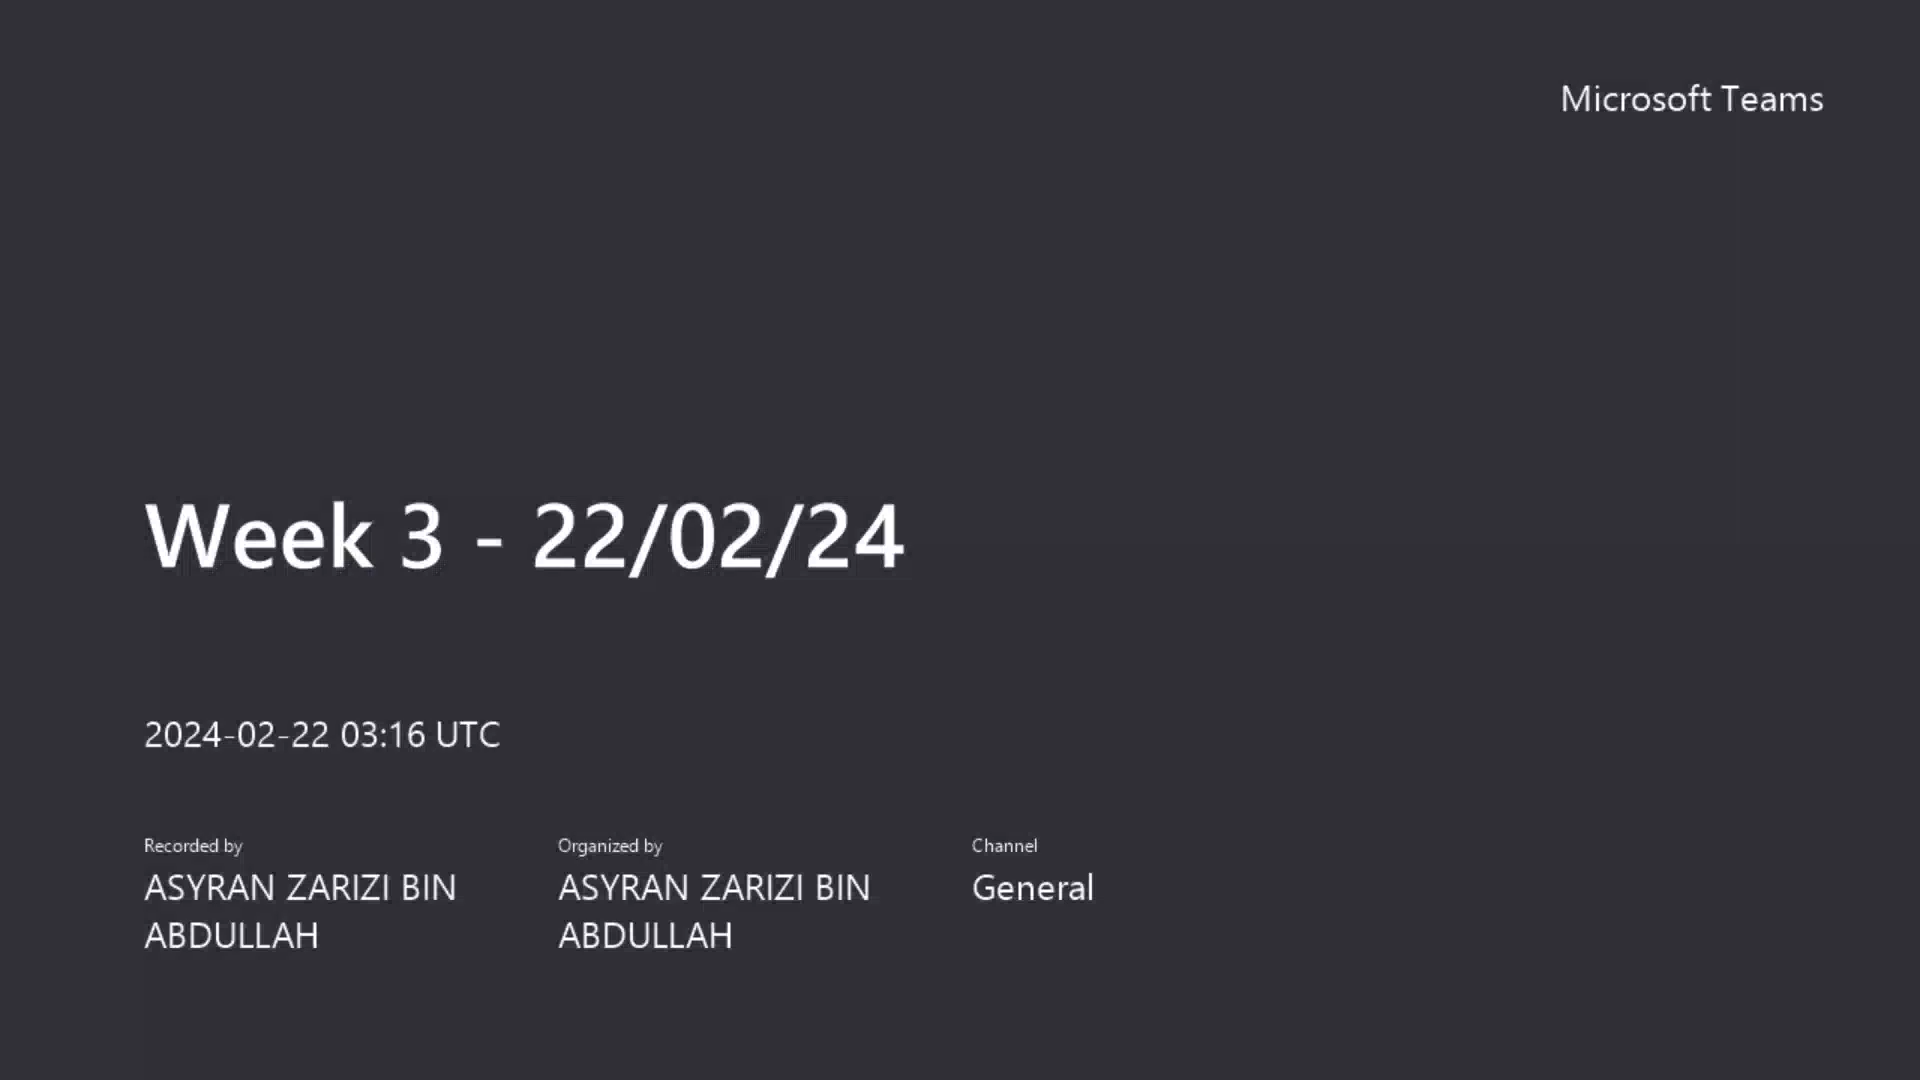 Microsoft Teams
Week 3 - 22/02/24
2024-02-22 03:16 UTC
Recorded by
ASYRAN ZARIZI BIN
ABDULLAH
Organized by
ASYRAN ZARIZI BIN
ABDULLAH
Channel
General